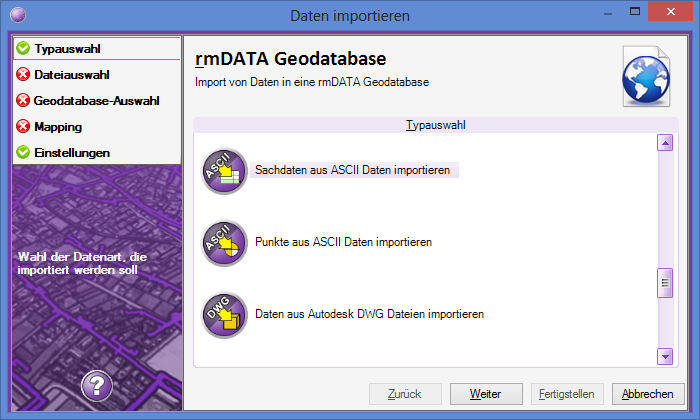 Daten importieren
Typauswahl
Dateiauswahl
Geodatabase-Auswahl
Mapping
Einstellungen
Wahl der Datenart, die
importiert werden soll
?
rmDATA Geodatabase
Import von Daten in eine rmDATA Geodatabase
Typauswahl
ASCII
Sachdaten aus ASCII Daten importieren
ASCII
Punkte aus ASCII Daten importieren
DWG
Daten aus Autodesk DWG Dateien importieren
Zurück
Weiter
Fertigstellen
Abbrechen